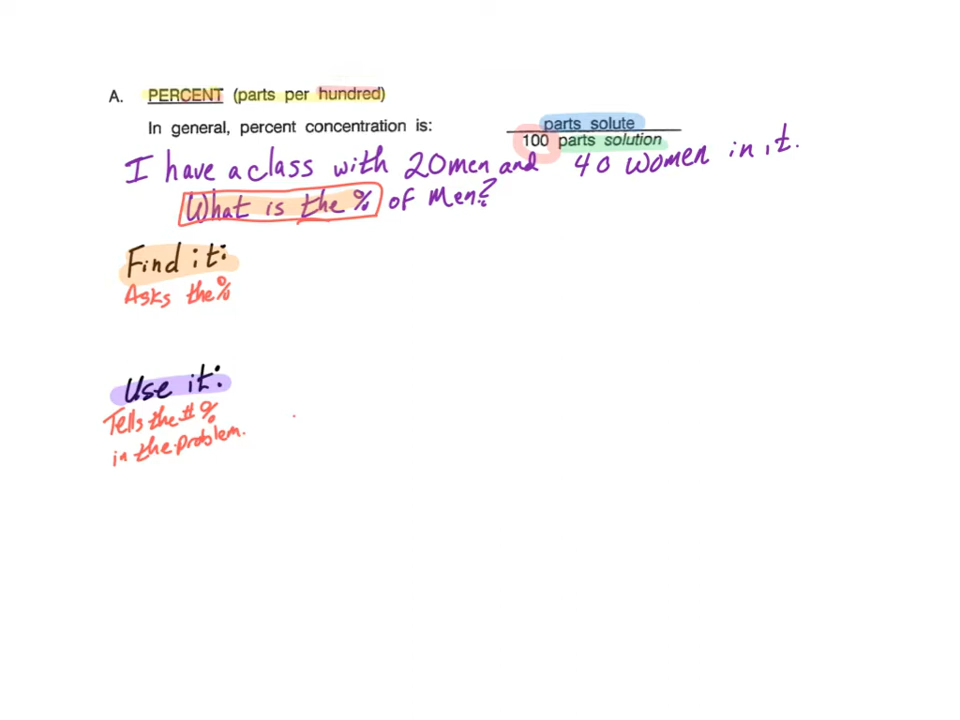 A. PERCENT (parts per hundred)
In general, percent concentration is:
parts solute
100 parts solution
I have a class with 20 men and 40 women in it.
What is the % of Men?
Find it:
Asks the %
Use it:
Tells the # %
in the problem.